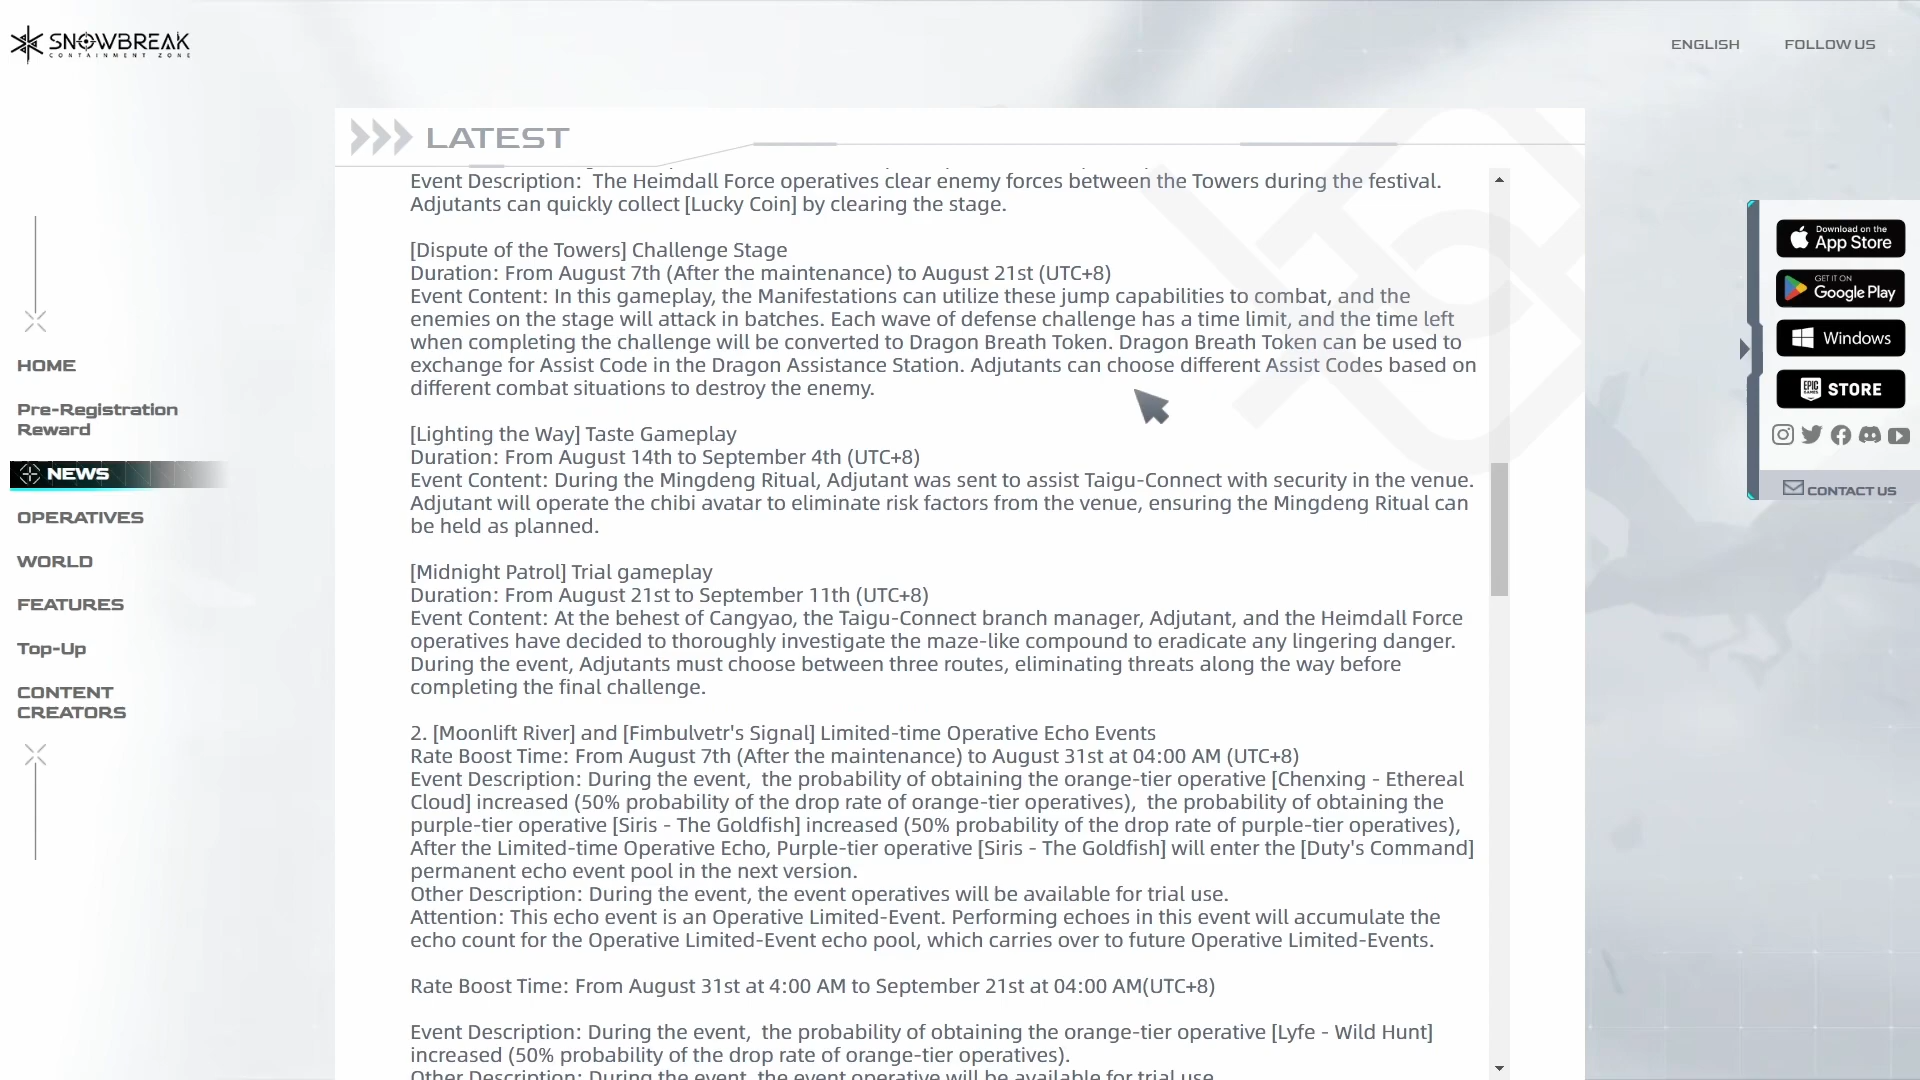 SNOWBREAK
CONTAINMENT ZONE
ENGLISH
FOLLOW US
LATEST
Event Description:  The Heimdall Force operatives clear enemy forces between the Towers during the festival.
Adjutants can quickly collect [Lucky Coin] by clearing the stage.
[Dispute of the Towers] Challenge Stage
Duration: From August 7th (After the maintenance) to August 21st (UTC+8)
Event Content: In this gameplay, the Manifestations can utilize these jump capabilities to combat, and the
enemies on the stage will attack in batches. Each wave of defense challenge has a time limit, and the time left
when completing the challenge will be converted to Dragon Breath Token. Dragon Breath Token can be used to
exchange for Assist Code in the Dragon Assistance Station. Adjutants can choose different Assist Codes based on
different combat situations to destroy the enemy.
[Lighting the Way] Taste Gameplay
Duration: From August 14th to September 4th (UTC+8)
Event Content: During the Mingdeng Ritual, Adjutant was sent to assist Taigu-Connect with security in the venue.
Adjutant will operate the chibi avatar to eliminate risk factors from the venue, ensuring the Mingdeng Ritual can
be held as planned.
[Midnight Patrol] Trial gameplay
Duration: From August 21st to September 11th (UTC+8)
Event Content: At the behest of Cangyao, the Taigu-Connect branch manager, Adjutant, and the Heimdall Force
operatives have decided to thoroughly investigate the maze-like compound to eradicate any lingering danger.
During the event, Adjutants must choose between three routes, eliminating threats along the way before
completing the final challenge.
2. [Moonlift River] and [Fimbulvetr's Signal] Limited-time Operative Echo Events
Rate Boost Time: From August 7th (After the maintenance) to August 31st at 04:00 AM (UTC+8)
Event Description: During the event,  the probability of obtaining the orange-tier operative [Chenxing - Ethereal
Cloud] increased (50% probability of the drop rate of orange-tier operatives),  the probability of obtaining the
purple-tier operative [Siris - The Goldfish] increased (50% probability of the drop rate of purple-tier operatives),
After the Limited-time Operative Echo, Purple-tier operative [Siris - The Goldfish] will enter the [Duty's Command]
permanent echo event pool in the next version.
Other Description: During the event, the event operatives will be available for trial use.
Attention: This echo event is an Operative Limited-Event. Performing echoes in this event will accumulate the
echo count for the Operative Limited-Event echo pool, which carries over to future Operative Limited-Events.
Rate Boost Time: From August 31st at 4:00 AM to September 21st at 04:00 AM(UTC+8)
Event Description: During the event,  the probability of obtaining the orange-tier operative [Lyfe - Wild Hunt]
increased (50% probability of the drop rate of orange-tier operatives).
Other Description: During the event, the event operative will be available for trial use.
HOME
Pre-Registration
Reward
NEWS
OPERATIVES
WORLD
FEATURES
Top-Up
CONTENT
CREATORS
Download on the
App Store
GET IT ON
Google Play
Windows
EPIC
GAMES
STORE
CONTACT US